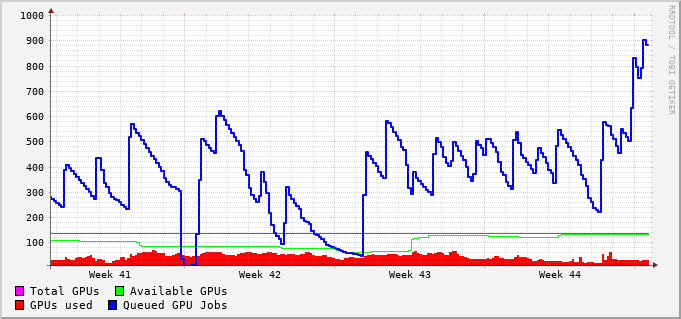 1000
900
800
700
600
500
400
300
200
100
Week 41 Week 42 Week 43 Week 44
Total GPUs Available GPUs
GPUs used Queued GPU Jobs
RRDTOOL / TOBI OETIKER